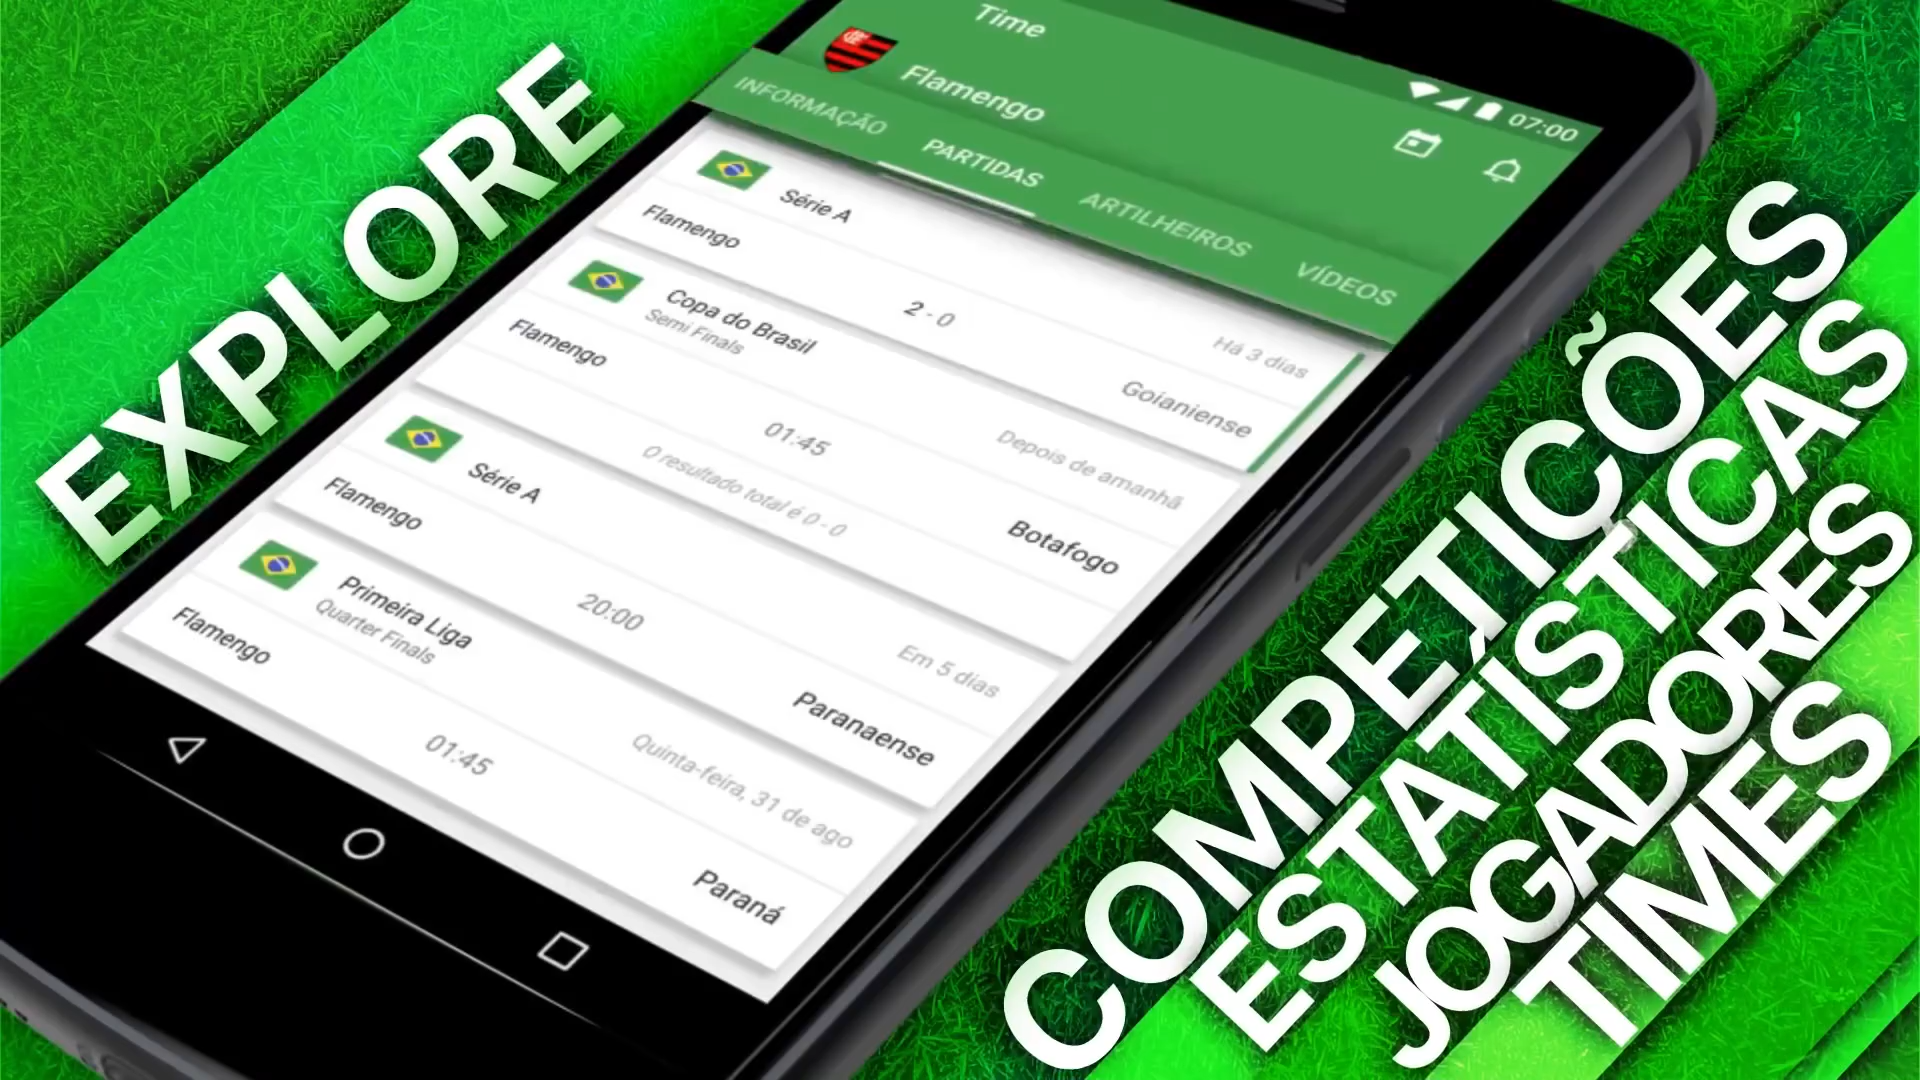 EXPLORE
Time
Flamengo
07:00
INFORMAÇÃO
PARTIDAS
ARTILHEIROS
VÍDEOS
Série A
Há 3 dias
Flamengo
2 - 0
Goianiense
Copa do Brasil
Semi Finals
Depois de amanhã
Flamengo
01:45
Botafogo
O resultado total é 0 - 0
Série A
Em 5 dias
Flamengo
20:00
Paranaense
Primeira Liga
Quarter Finals
Quinta-feira, 31 de ago
Flamengo
01:45
Paraná
COMPETIÇÕES
ESTATÍSTICAS
JOGADORES
TIMES